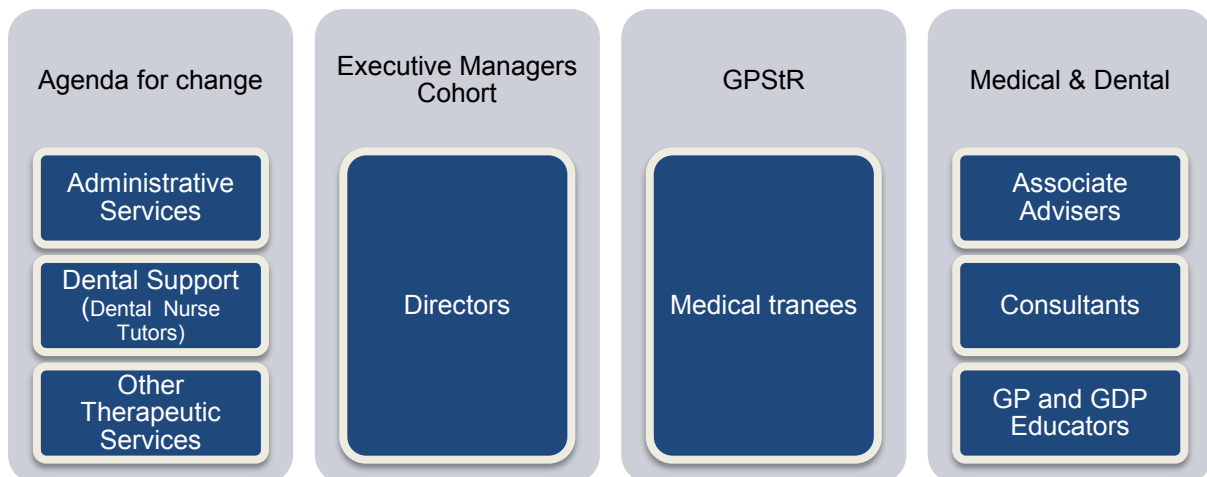 Agenda for change
Administrative
Services
Dental Support
(Dental Nurse
Tutors)
Other
Therapeutic
Services
Executive Managers
Cohort
Directors
GPStR
Medical tranees
Medical & Dental
Associate
Advisers
Consultants
GP and GDP
Educators